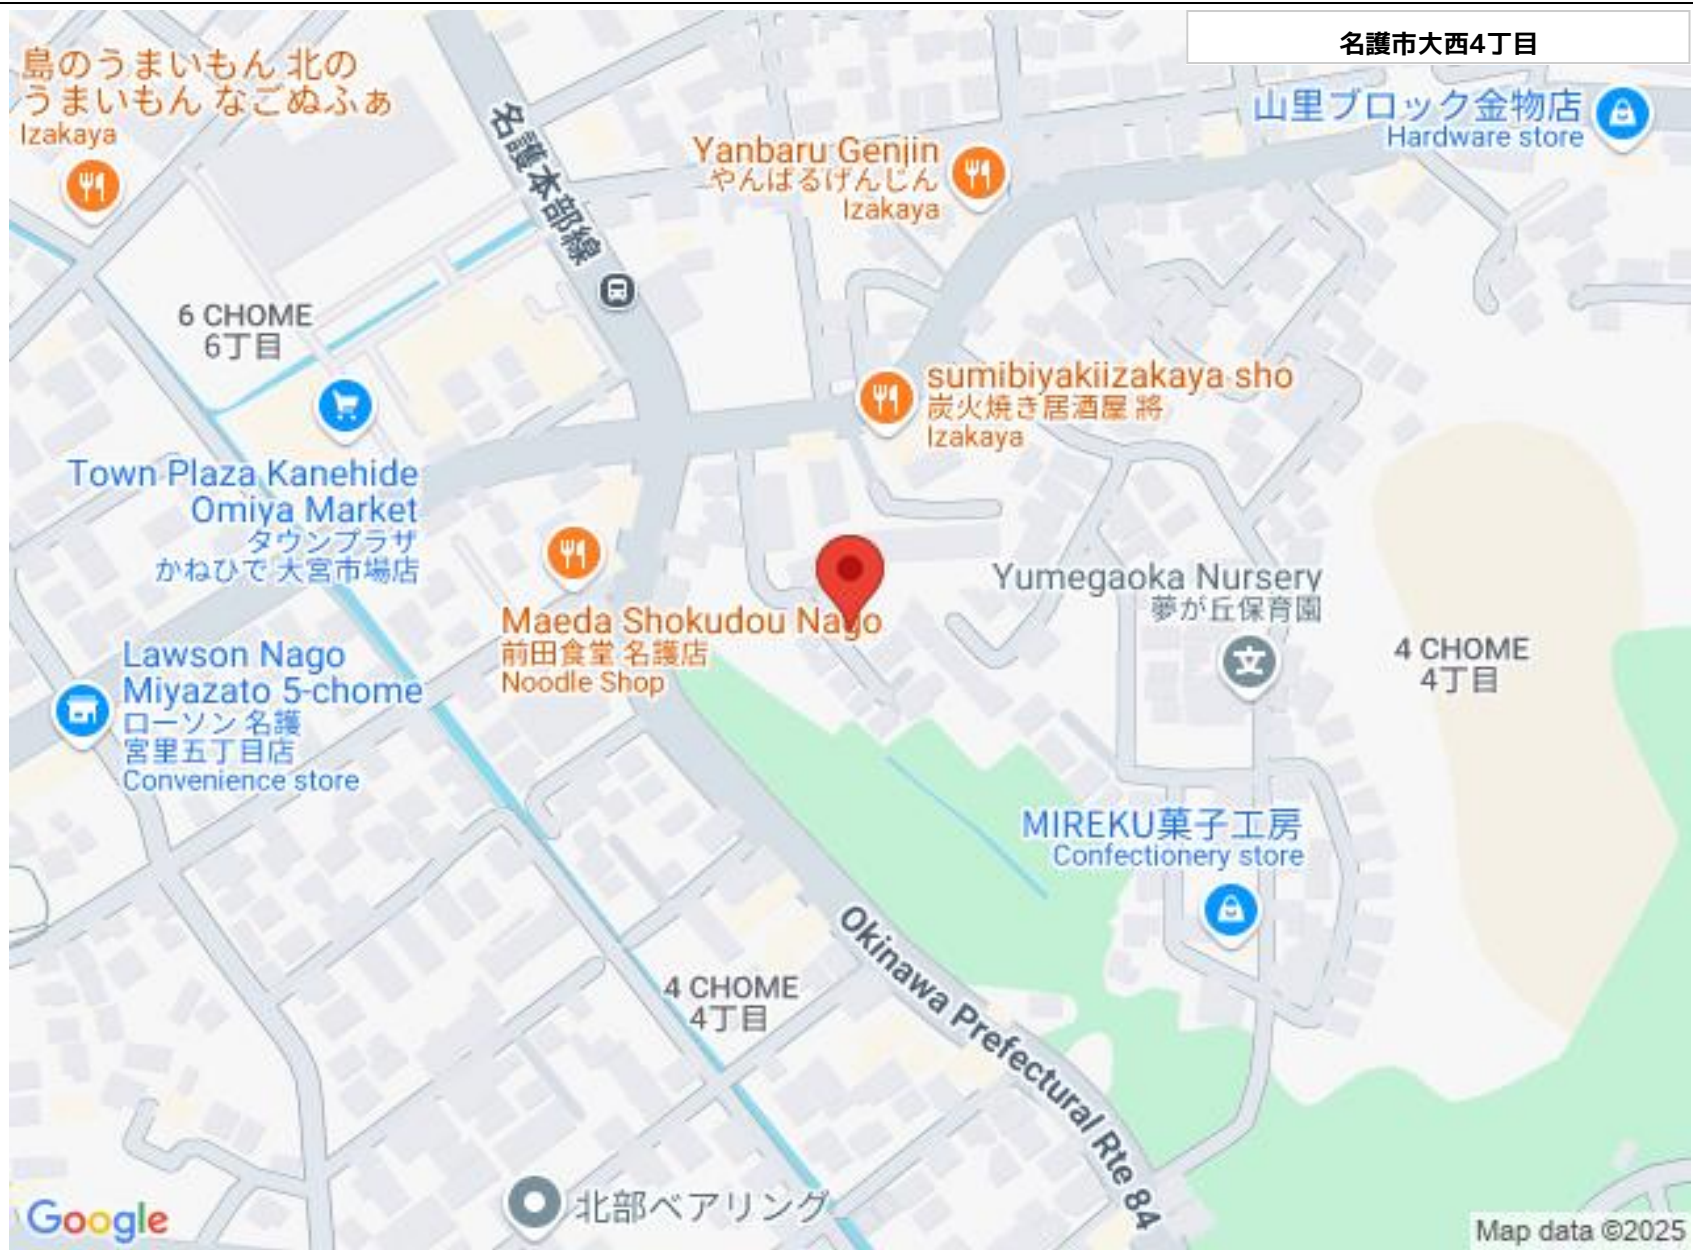 名護市大西4丁目
島のうまいもん 北の
うまいもん なごぬふぁ
Izakaya
名護本部線
Yanbaru Genjin
やんばるげんじん
Izakaya
山里ブロック金物店
Hardware store
6 CHOME
6丁目
sumibiyakiizakaya sho
炭火焼き居酒屋 將
Izakaya
Town Plaza Kanehide
Omiya Market
タウンプラザ
かねひで 大宮市場店
Maeda Shokudou Nago
前田食堂 名護店
Noodle Shop
Yumegaoka Nursery
夢が丘保育園
4 CHOME
4丁目
Lawson Nago
Miyazato 5-chome
ローソン 名護
宮里五丁目店
Convenience store
MIREKU菓子工房
Confectionery store
Okinawa Prefectural Rte 84
4 CHOME
4丁目
北部ベアリング
Google
Map data ©2025